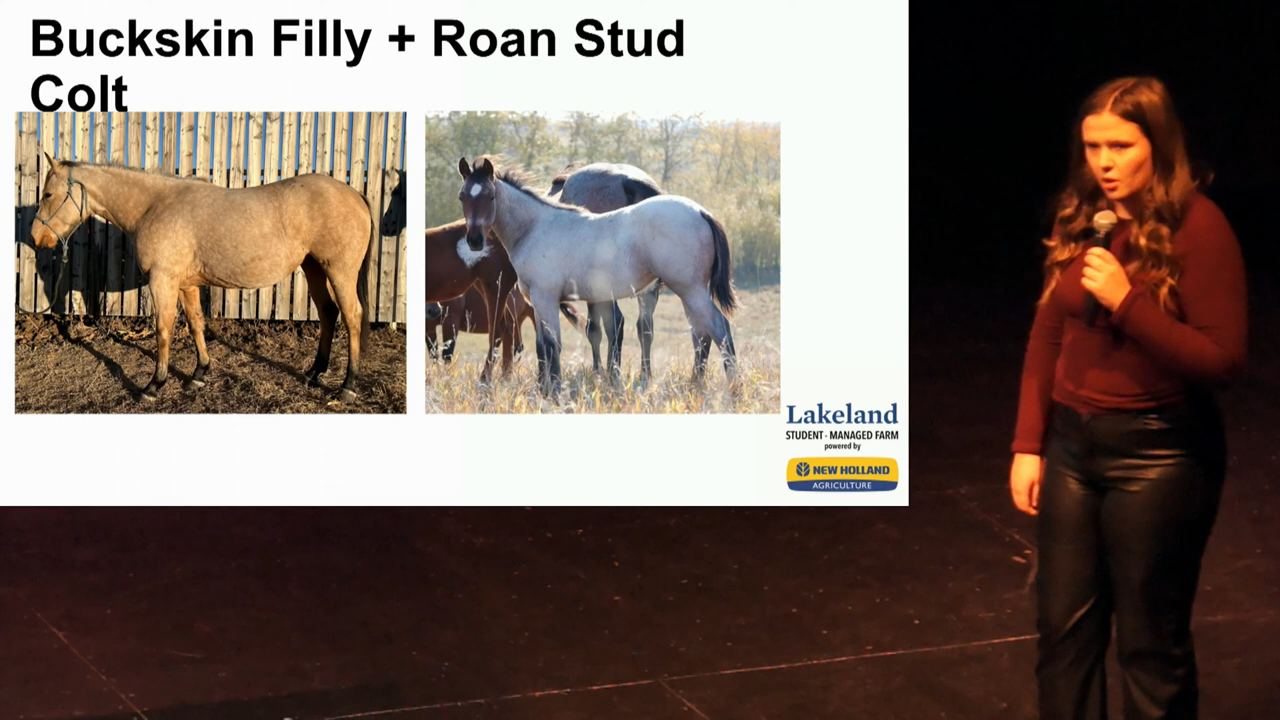 Buckskin Filly + Roan Stud
Colt
Lakeland
STUDENT - MANAGED FARM
powered by
NEW HOLLAND
AGRICULTURE